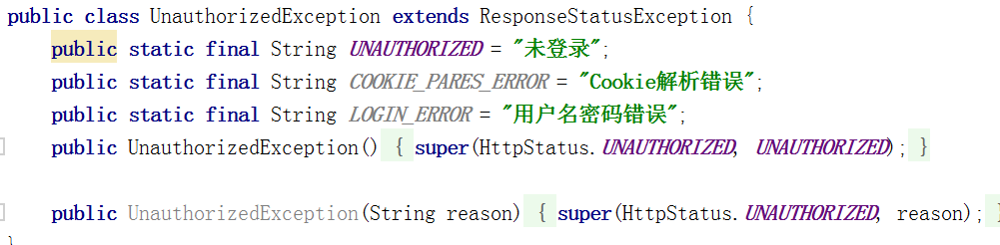 public class UnauthorizedException extends ResponseStatusException {
public static final String UNAUTHORIZED = "未登录";
public static final String COOKIE_PARES_ERROR = "Cookie解析错误";
public static final String LOGIN_ERROR = "用户名密码错误";
public UnauthorizedException() { super(HttpStatus.UNAUTHORIZED, UNAUTHORIZED); }
public UnauthorizedException(String reason) { super(HttpStatus.UNAUTHORIZED, reason); }
}